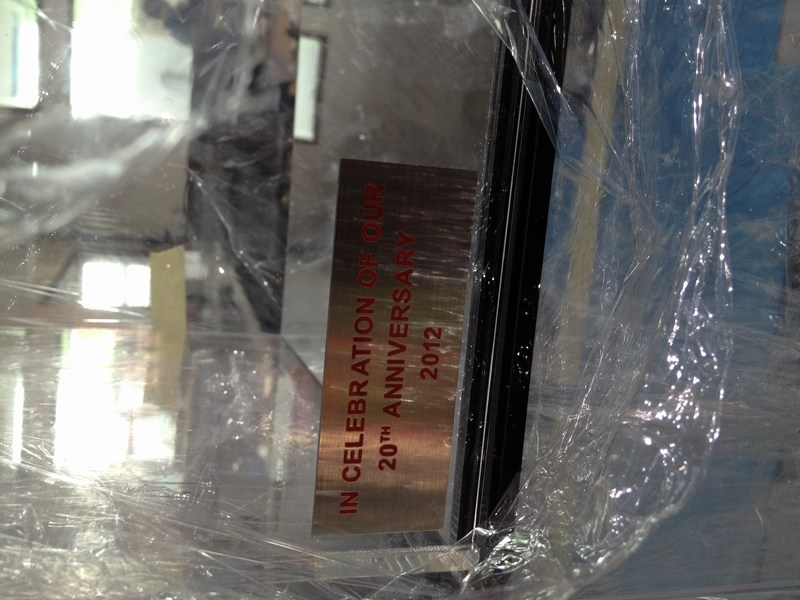 IN CELEBRATION OF OUR
20TH ANNIVERSARY
2012